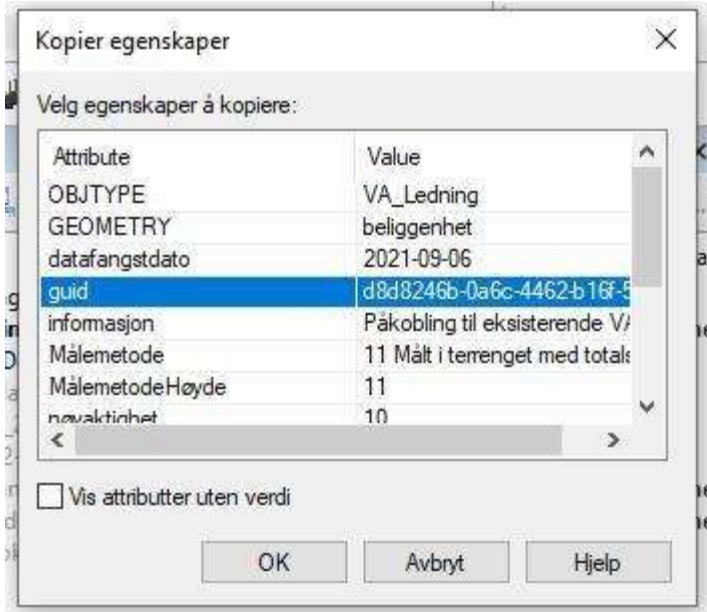 Kopier egenskaper
Velg egenskaper å kopiere:
Attribute Value
OBJTYPE VA_Ledning
GEOMETRY beliggenhet
datafangstdato 2021-09-06
guid d8d8246b-0a6c-4462-b16f-5
informasjon Påkobling til eksisterende VA
Målemetode 11 Målt i terrenget med totals
MålemetodeHøyde 11
nøyaktighet 10
Vis attributter uten verdi
OK Avbryt Hjelp